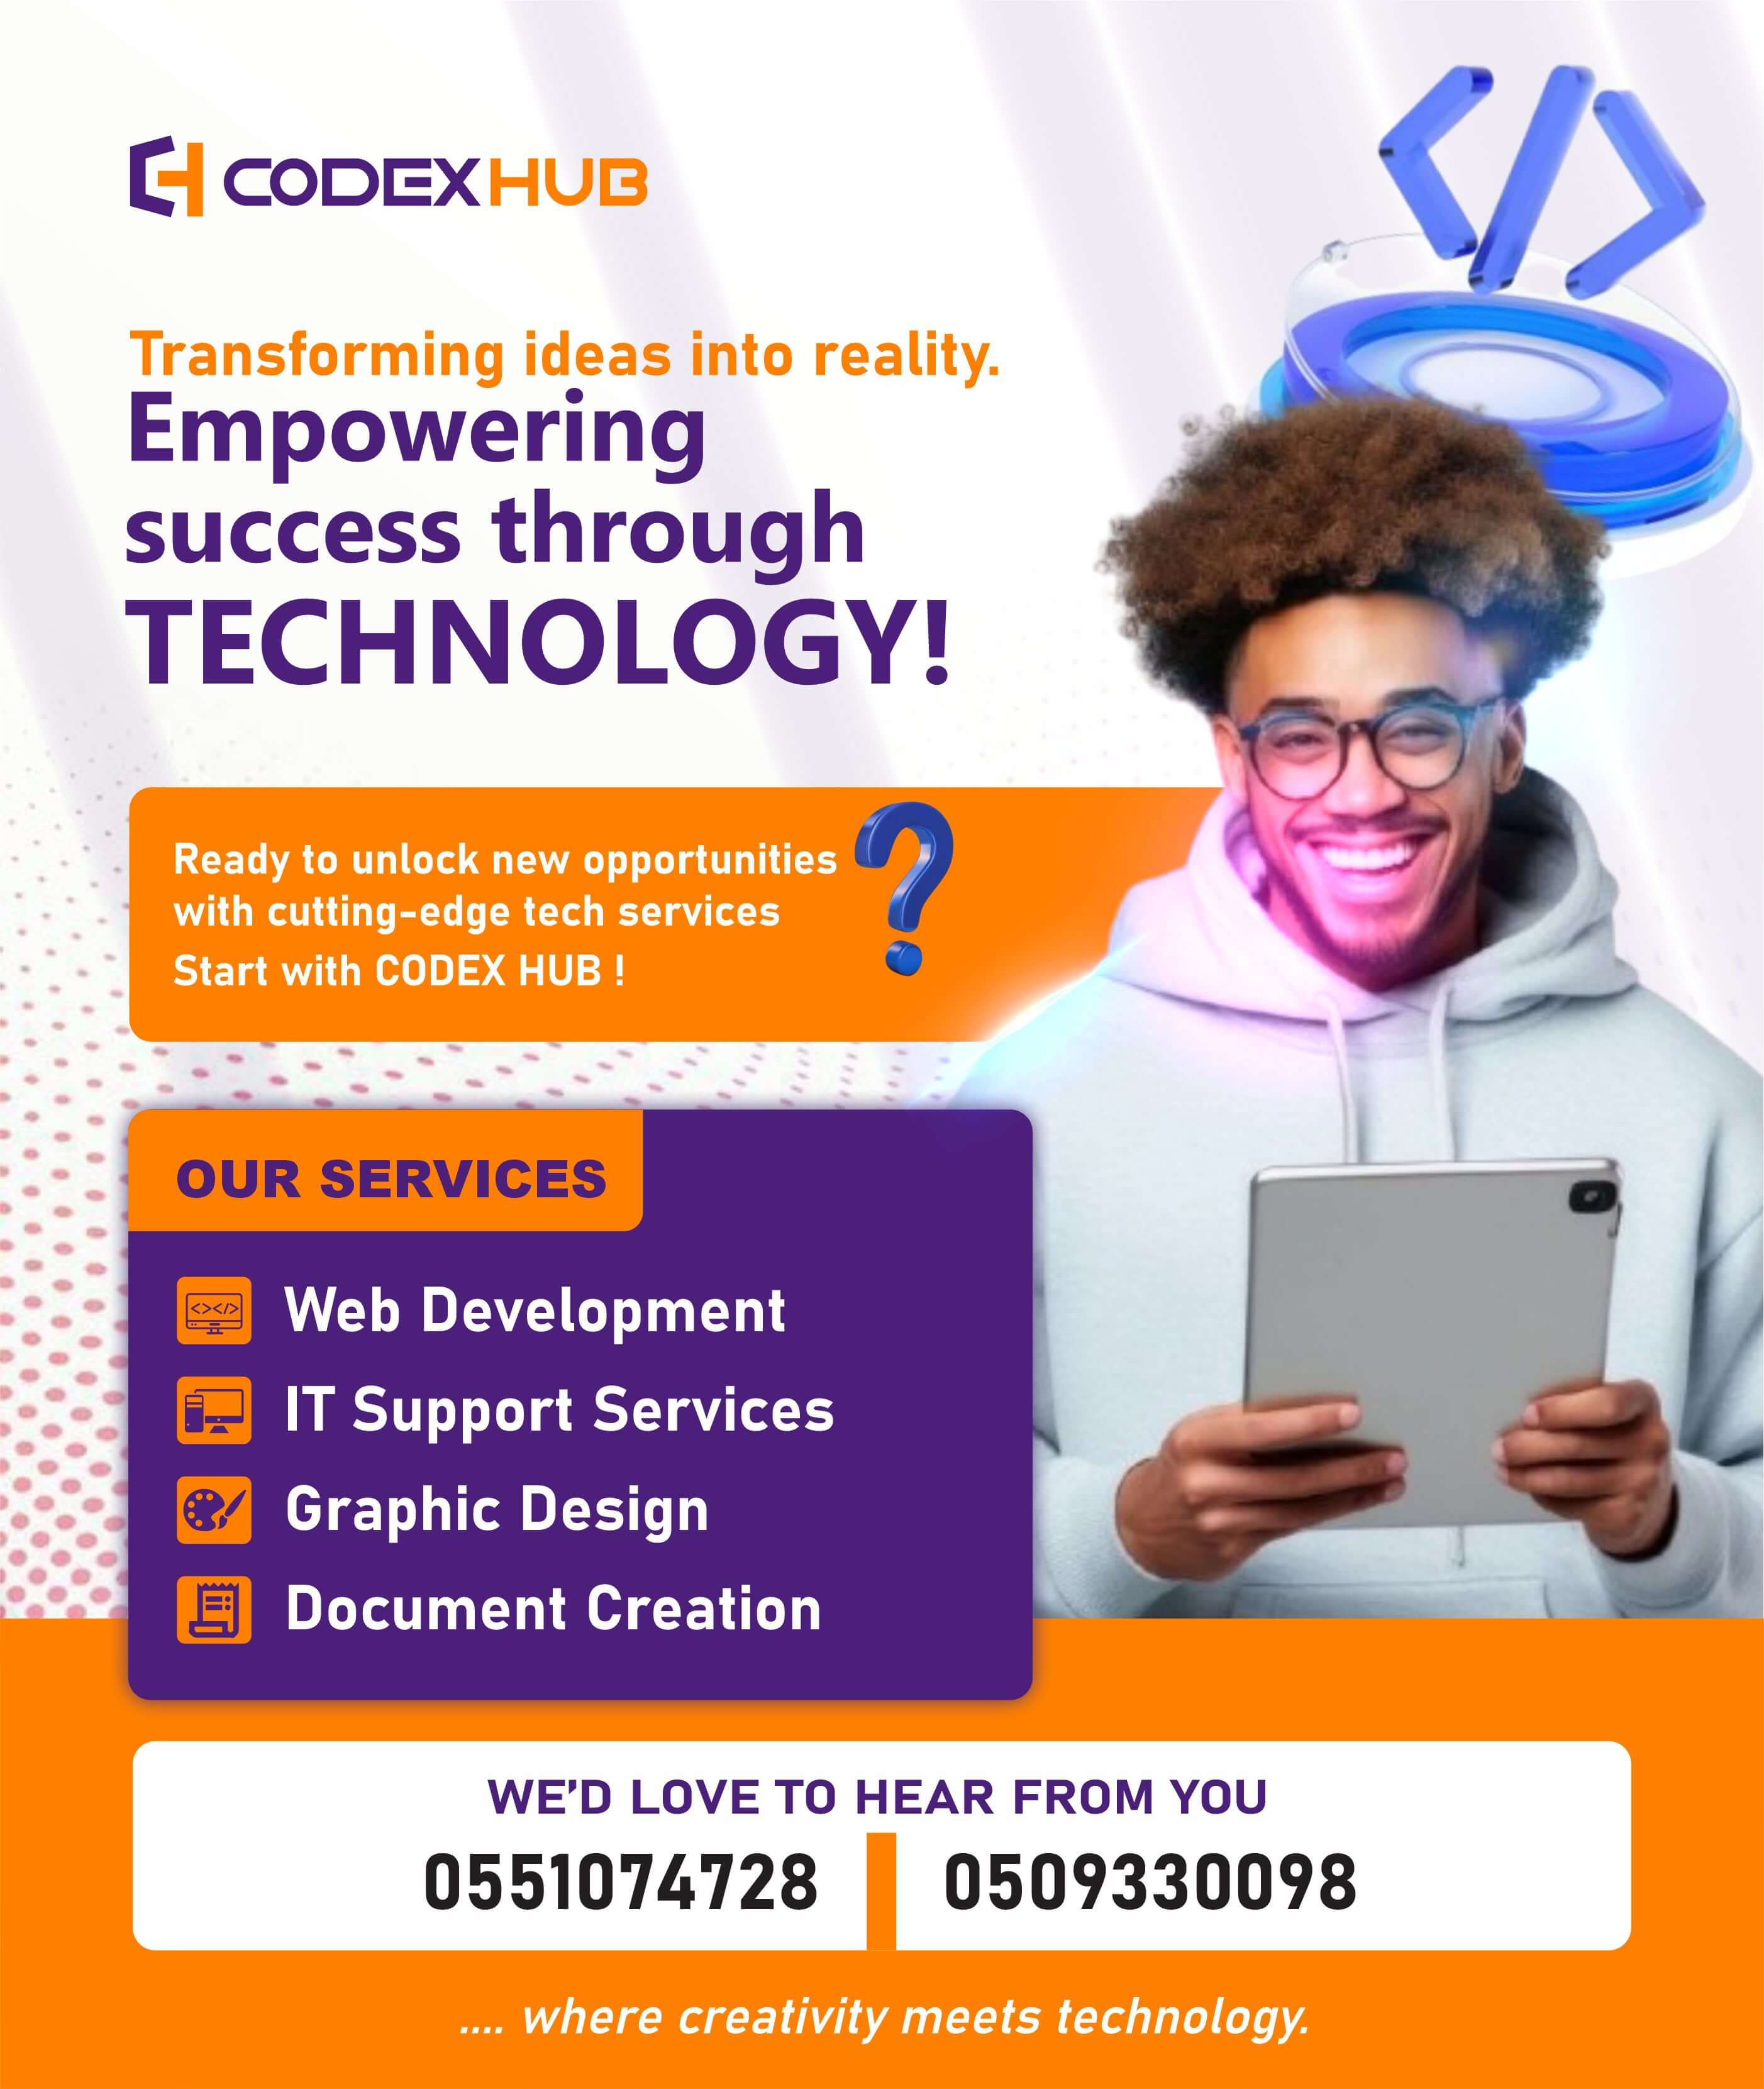 CODEXHUB
Transforming ideas into reality.
Empowering
success through
TECHNOLOGY!
Ready to unlock new opportunities
with cutting-edge tech services
?
Start with CODEX HUB !
OUR SERVICES
Web Development
IT Support Services
Graphic Design
Document Creation
WE'D LOVE TO HEAR FROM YOU
0551074728 0509330098
.... where creativity meets technology.